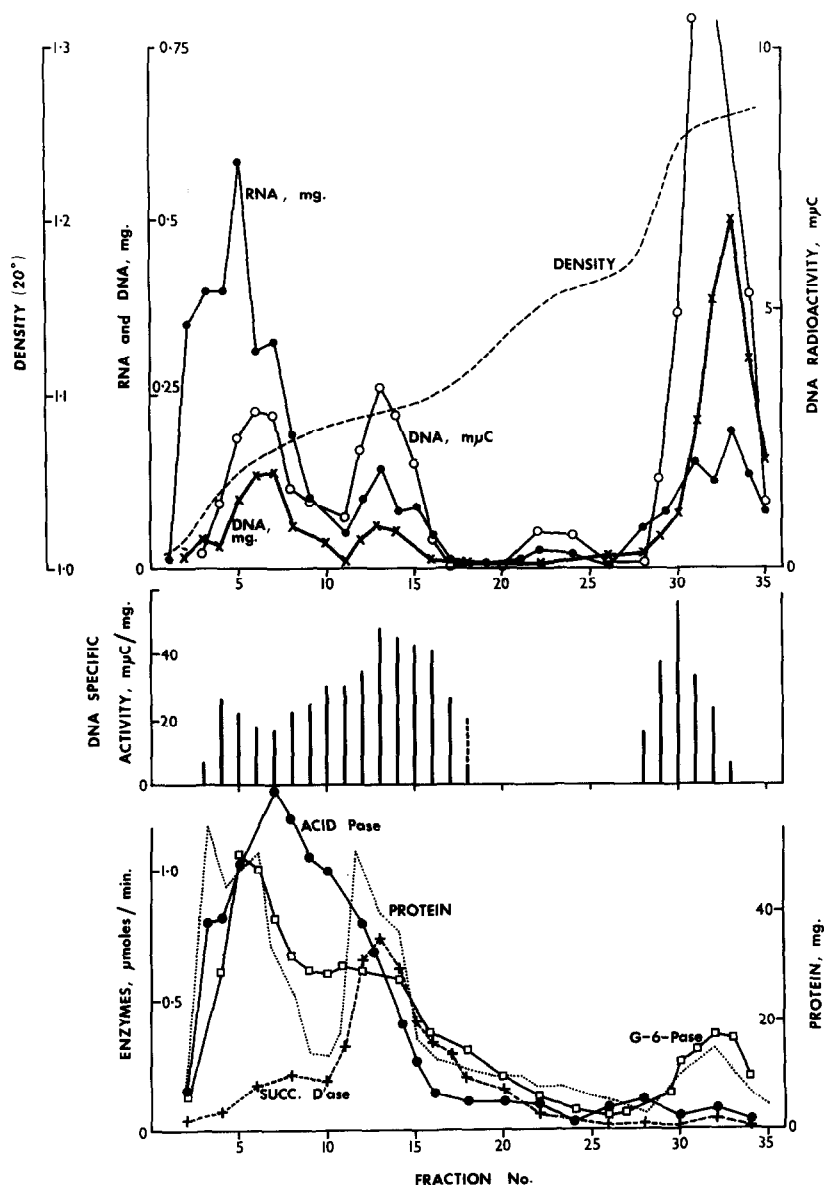 1.3
0.75
10
1.2
0.5
1.1
0.25
5
1.0
0
0
DENSITY (20°)
RNA and DNA, mg.
DNA RADIOACTIVITY, mμC
RNA, mg.
DENSITY
DNA, mμC
DNA, mg.
5
10
15
20
25
30
35
DNA SPECIFIC
ACTIVITY, mμC/mg.
40
20
0
ENZYMES, μmoles/min.
1.0
0.5
0
ACID Pase
PROTEIN
SUCC. D'ase
G-6-Pase
40
20
0
PROTEIN, mg.
5
10
15
20
25
30
35
FRACTION No.